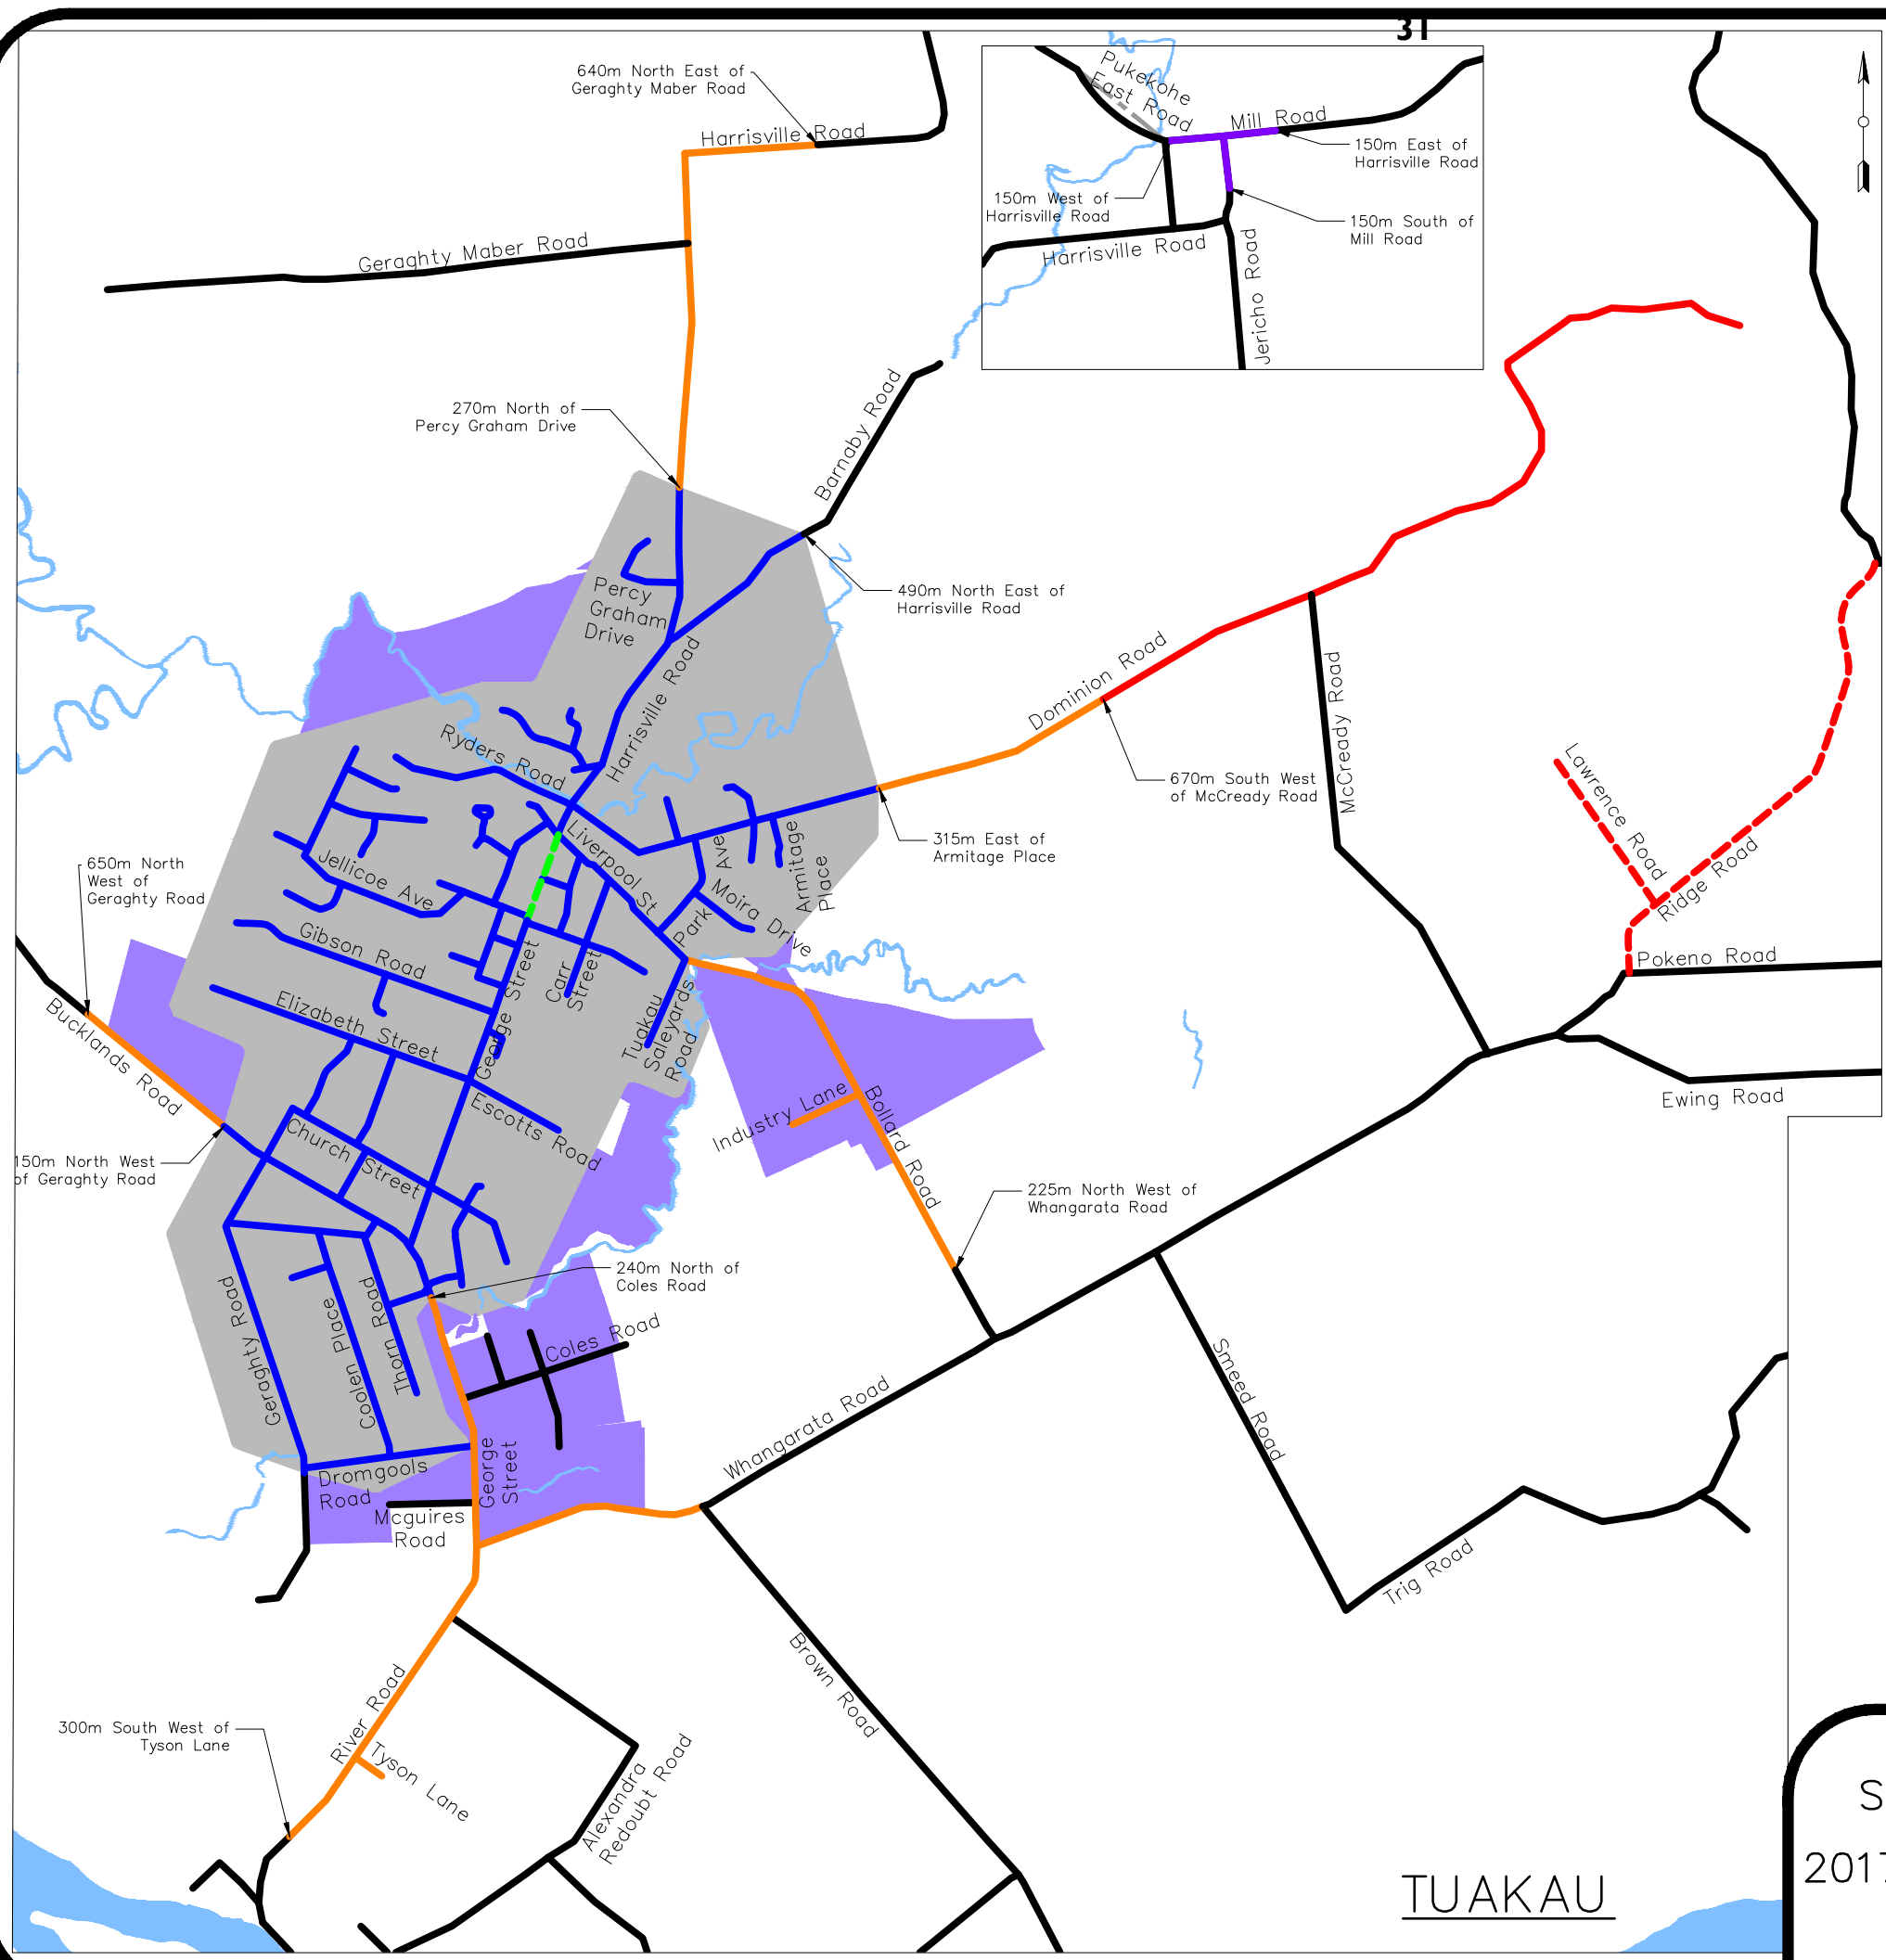 31
640m North East of
Geraghty Maber Road
Harrisville Road
Geraghty Maber Road
Pukekohe
East Road
Mill Road
150m East of
Harrisville Road
150m West of
Harrisville Road
150m South of
Mill Road
Harrisville Road
Jericho Road
270m North of
Percy Graham Drive
Barnaby Road
490m North East of
Harrisville Road
Percy
Graham
Drive
Harrisville Road
Ryders Road
Dominion Road
670m South West
of McCready Road
McCready Road
Lawrence Road
Ridge Road
Pokeno Road
Ewing Road
315m East of
Armitage Place
Liverpool St
Park Ave
Moira Drive
Armitage
Place
650m North
West of
Geraghty Road
Jellicoe Ave
Gibson Road
Elizabeth Street
George Street
Carr
Street
Tuakau
Saleyards
Road
Bucklands Road
Escotts Road
Church Street
Industry Lane
Bollard Road
150m North West
of Geraghty Road
225m North West of
Whangarata Road
240m North of
Coles Road
Geraghty Road
Coolen Place
Thorn Road
Coles Road
Dromgools
Road
George
Street
Mcguires
Road
Whangarata Road
Smeed Road
Trig Road
Brown Road
River Road
Tyson Lane
300m South West of
Tyson Lane
Alexandra
Redoubt Road
TUAKAU
S
2017